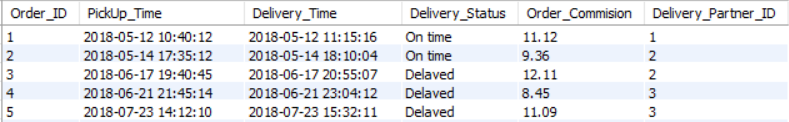 Order_ID PickUp_Time Delivery_Time Delivery_Status Order_Commision Delivery_Partner_ID
1 2018-05-12 10:40:12 2018-05-12 11:15:16 On time 11.12 1
2 2018-05-14 17:35:12 2018-05-14 18:10:04 On time 9.36 2
3 2018-06-17 19:40:45 2018-06-17 20:55:07 Delayed 12.11 2
4 2018-06-21 21:45:14 2018-06-21 23:04:12 Delayed 8.45 3
5 2018-07-23 14:12:10 2018-07-23 15:32:11 Delayed 11.09 3